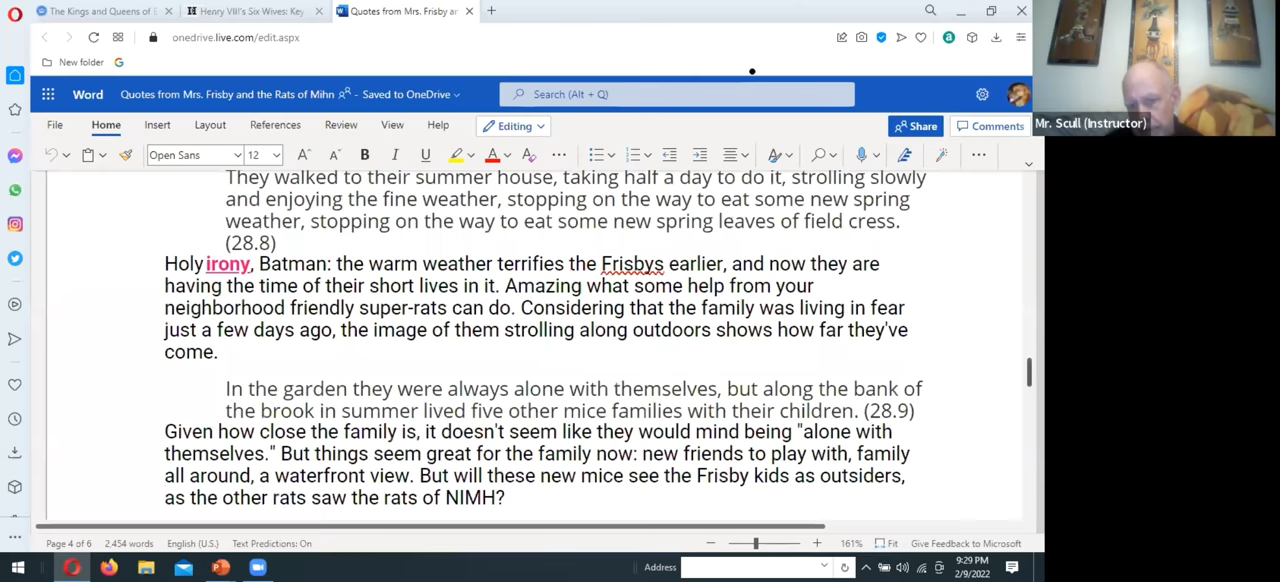 The Kings and Queens of E
Henry VIII's Six Wives: Key
Quotes from Mrs. Frisby ar
onedrive.live.com/edit.aspx
New folder
Word
Quotes from Mrs. Frisby and the Rats of Mihn
- Saved to OneDrive
Search (Alt + Q)
Mr. Scull (Instructor)
File
Home
Insert
Layout
References
Review
View
Help
Editing
Share
Comments
Open Sans
12
They walked to their summer house, taking half a day to do it, strolling slowly
and enjoying the fine weather, stopping on the way to eat some new spring
weather, stopping on the way to eat some new spring leaves of field cress.
(28.8)
Holy irony, Batman: the warm weather terrifies the Frisbys earlier, and now they are
having the time of their short lives in it. Amazing what some help from your
neighborhood friendly super-rats can do. Considering that the family was living in fear
just a few days ago, the image of them strolling along outdoors shows how far they've
come.
In the garden they were always alone with themselves, but along the bank of
the brook in summer lived five other mice families with their children. (28.9)
Given how close the family is, it doesn't seem like they would mind being "alone with
themselves." But things seem great for the family now: new friends to play with, family
all around, a waterfront view. But will these new mice see the Frisby kids as outsiders,
as the other rats saw the rats of NIMH?
Page 4 of 6
2,454 words
English (U.S.)
Text Predictions: On
161%
Fit
Give Feedback to Microsoft
Address
9:29 PM
2/9/2022